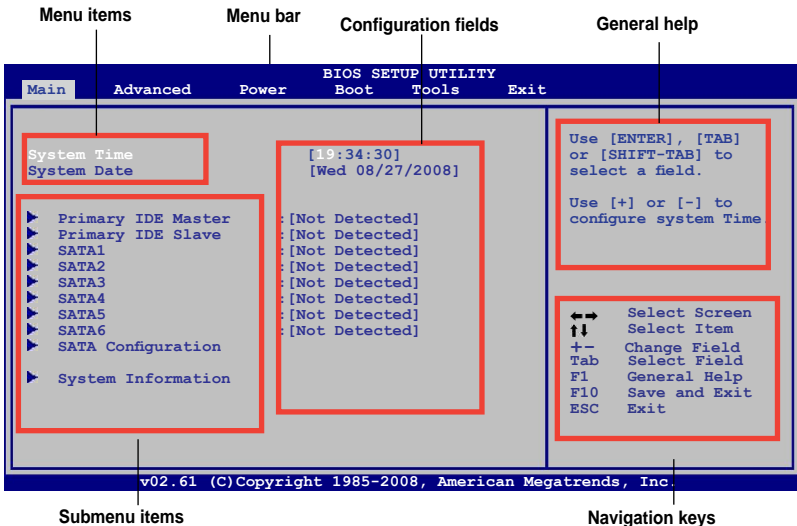 Menu items Menu bar Configuration fields General help
BIOS SETUP UTILITY
Main Advanced Power Boot Tools Exit
System Time [19:34:30]
System Date [Wed 08/27/2008]
Primary IDE Master :[Not Detected]
Primary IDE Slave :[Not Detected]
SATA1 :[Not Detected]
SATA2 :[Not Detected]
SATA3 :[Not Detected]
SATA4 :[Not Detected]
SATA5 :[Not Detected]
SATA6 :[Not Detected]
SATA Configuration
System Information
Use [ENTER], [TAB]
or [SHIFT-TAB] to
select a field.
Use [+] or [-] to
configure system Time.
←→ Select Screen
↑↓ Select Item
+- Change Field
Tab Select Field
F1 General Help
F10 Save and Exit
ESC Exit
v02.61 (C)Copyright 1985-2008, American Megatrends, Inc.
Submenu items Navigation keys